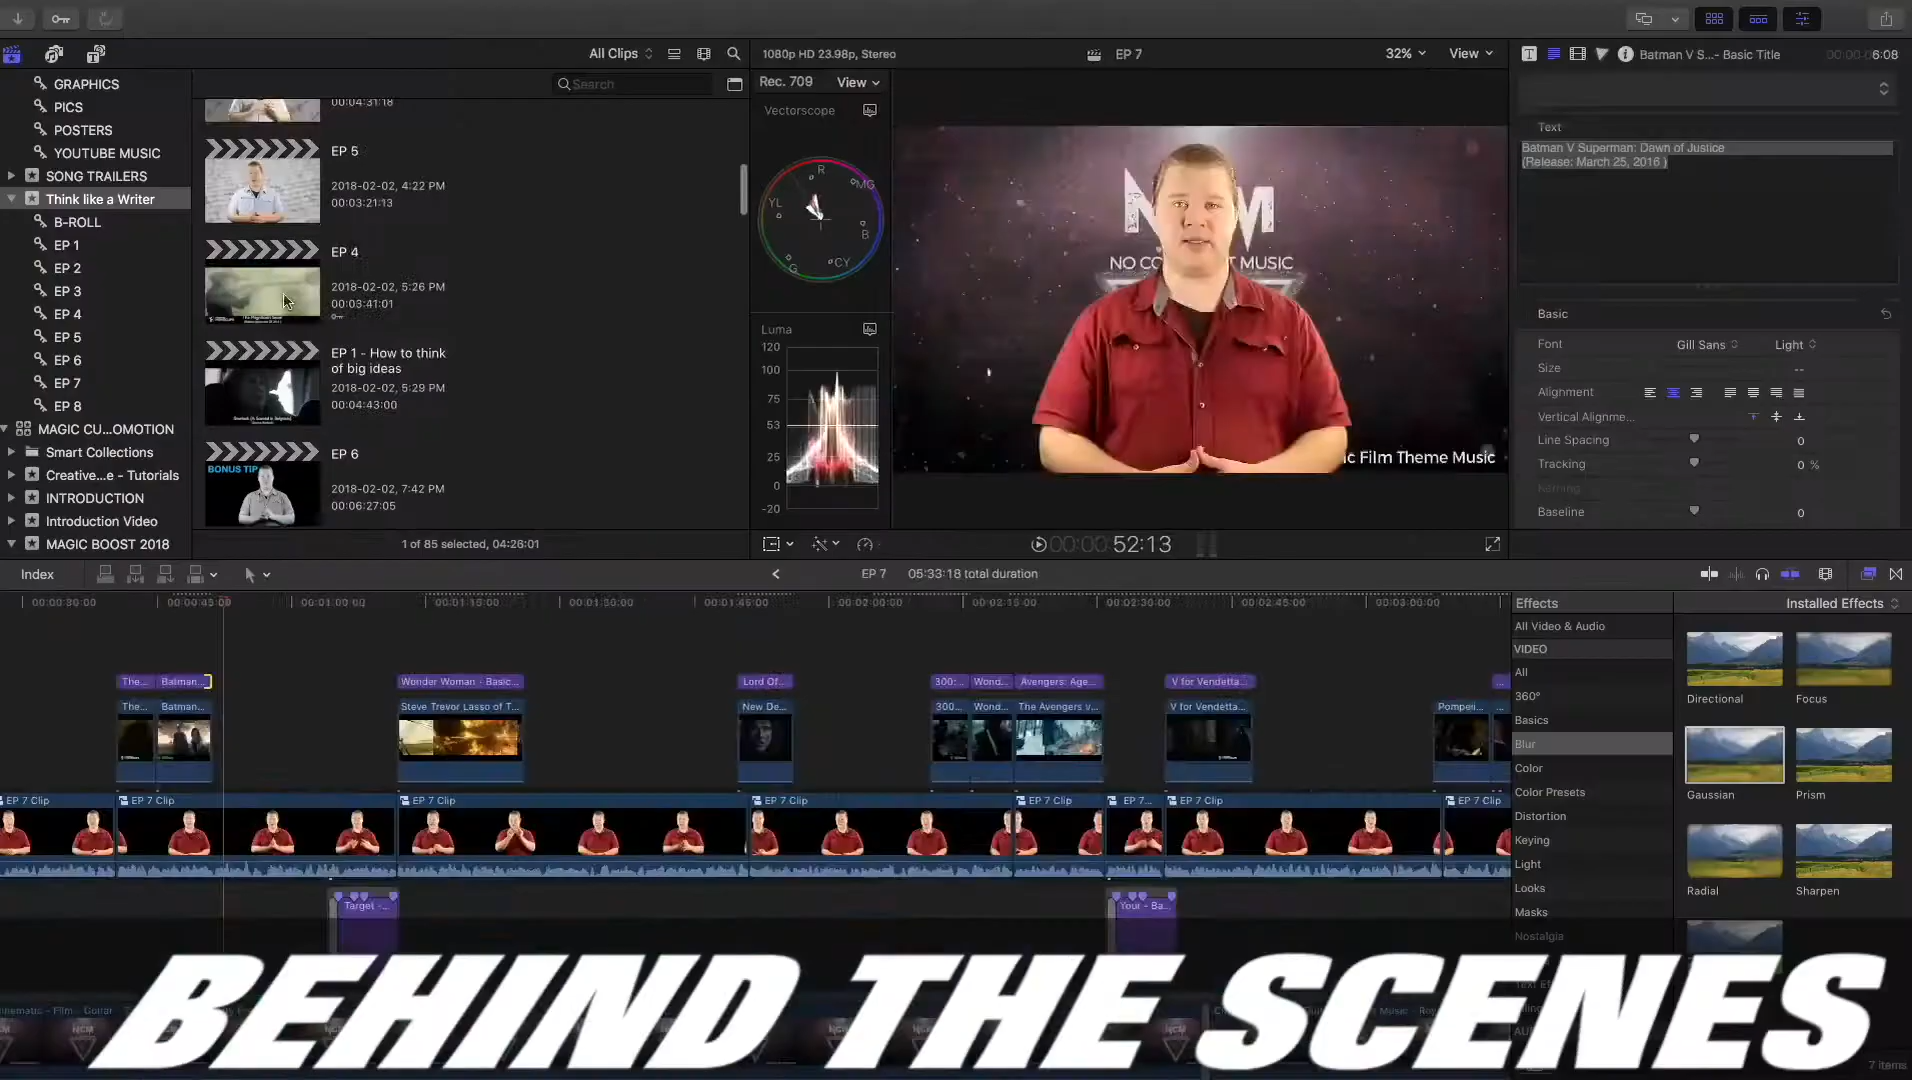 All Clips
1080p HD 23.98p, Stereo
EP 7
32%
View
Batman V S...- Basic Title
6:08
GRAPHICS
PICS
POSTERS
YOUTUBE MUSIC
SONG TRAILERS
Think like a Writer
B-ROLL
EP 1
EP 2
EP 3
EP 4
EP 5
EP 6
EP 7
EP 8
MAGIC CU...OMOTION
Smart Collections
Creative...e - Tutorials
INTRODUCTION
Introduction Video
MAGIC BOOST 2018
Search
00:04:31:18
EP 5
2018-02-02, 4:22 PM
00:03:21:13
EP 4
2018-02-02, 5:26 PM
00:03:41:01
EP 1 - How to think
of big ideas
2018-02-02, 5:29 PM
00:04:43:00
EP 6
BONUS TIP
2018-02-02, 7:42 PM
00:06:27:05
1 of 85 selected, 04:26:01
Rec. 709
View
Vectorscope
R
MG
YL
B
G
CY
Luma
120
100
75
53
25
0
-20
NCM
MUSIC
ic Film Theme Music
00:00:52:13
Text
Batman V Superman: Dawn of Justice
(Release: March 25, 2016 )
Basic
Font
Gill Sans
Light
Size
--
Alignment
Vertical Alignme...
Line Spacing
0
Tracking
0 %
Kerning
Baseline
0
Index
EP 7
05:33:18 total duration
00:00:30:00
00:00:45:00
00:01:00:00
00:01:15:00
00:01:30:00
00:01:45:00
00:02:00:00
00:02:15:00
00:02:30:00
00:02:45:00
00:03:00:00
The...
Batman...
Wonder Woman - Basic...
Lord Of...
300:...
Wond...
Avengers: Age...
V for Vendetta...
...
The...
Batman...
Steve Trevor Lasso of T...
New De...
300...
Wond...
The Avengers v...
V for Vendetta...
Pompeii...
EP 7 Clip
EP 7 Clip
EP 7 Clip
EP 7 Clip
EP 7 Clip
EP 7...
EP 7 Clip
EP 7 Clip
Target -...
Your - Ba...
Effects
Installed Effects
All Video & Audio
VIDEO
All
360°
Basics
Blur
Color
Color Presets
Distortion
Keying
Light
Looks
Masks
Nostalgia
Directional
Focus
Gaussian
Prism
Radial
Sharpen
7 items
BEHIND THE SCENES